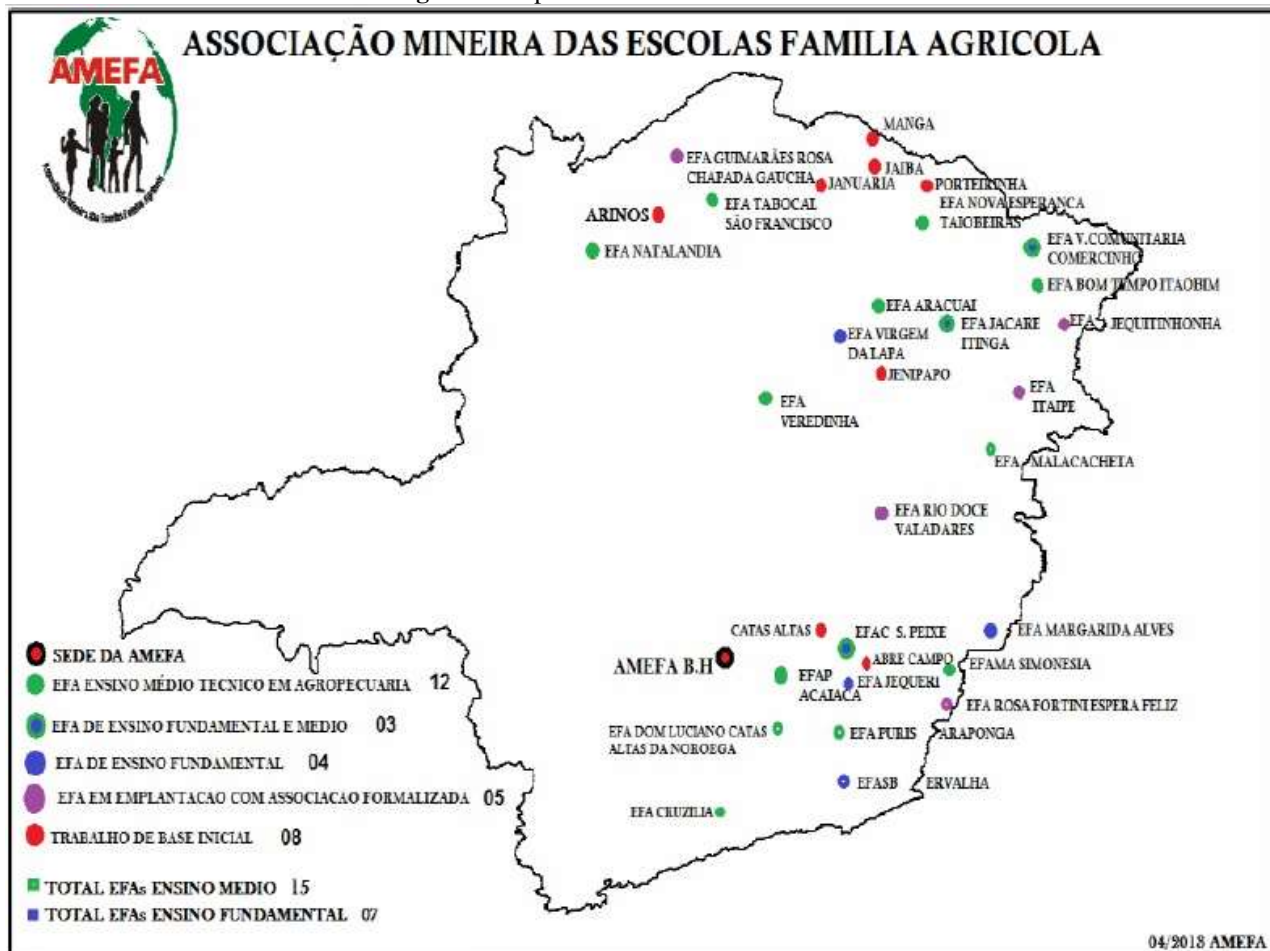 ASSOCIAÇÃO MINEIRA DAS ESCOLAS FAMILIA AGRICOLA
AMEFA
MANGA
EFA GUIMARÃES ROSA
CHAPADA GAUCHA
JAIBA
JANUARIA
PORTEIRINHA
EFA TABOCAL
SÃO FRANCISCO
EFA NOVA ESPERANCA
TAIOBEIRAS
ARINOS
EFA NATALANDIA
EFA V.COMUNITARIA
COMERCINHO
EFA BOM TEMPO ITAOBIM
EFA ARACUAI
EFA JACARE
ITINGA
EFA JEQUITINHONHA
EFA VIRGEM
DA LAPA
JENIPAPO
EFA
ITAIPE
EFA
VEREDINHA
EFA MALACACHETA
EFA RIO DOCE
VALADARES
CATAS ALTAS
EFAC S. PEIXE
EFA MARGARIDA ALVES
AMEFA B.H
ABRE CAMPO
EFAMA SIMONESIA
EFAP
ACAIACA
EFA JEQUERI
EFA ROSA FORTINI ESPERA FELIZ
EFA DOM LUCIANO CATAS
ALTAS DA NOROEGA
EFA PURIS ARAPONGA
EFASB ERVALHA
EFA CRUZILIA
SEDE DA AMEFA
EFA ENSINO MÉDIO TECNICO EM AGROPECUARIA 12
EFA DE ENSINO FUNDAMENTAL E MEDIO 03
EFA DE ENSINO FUNDAMENTAL 04
EFA EM EMPLANTACAO COM ASSOCIACAO FORMALIZADA 05
TRABALHO DE BASE INICIAL 08
TOTAL EFAs ENSINO MEDIO 15
TOTAL EFAs ENSINO FUNDAMENTAL 07
04/2013 AMEFA